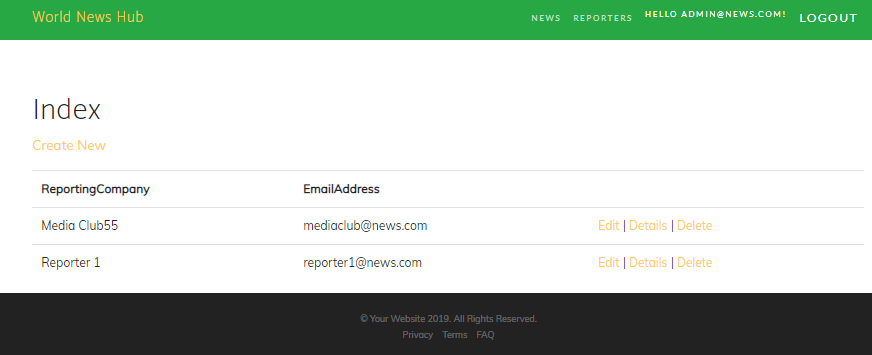 World News Hub NEWS REPORTERS HELLO ADMIN@NEWS.COM! LOGOUT
Index
Create New
ReportingCompany EmailAddress
Media Club55 mediaclub@news.com Edit | Details | Delete
Reporter 1 reporter1@news.com Edit | Details | Delete
© Your Website 2019. All Rights Reserved.
Privacy Terms FAQ